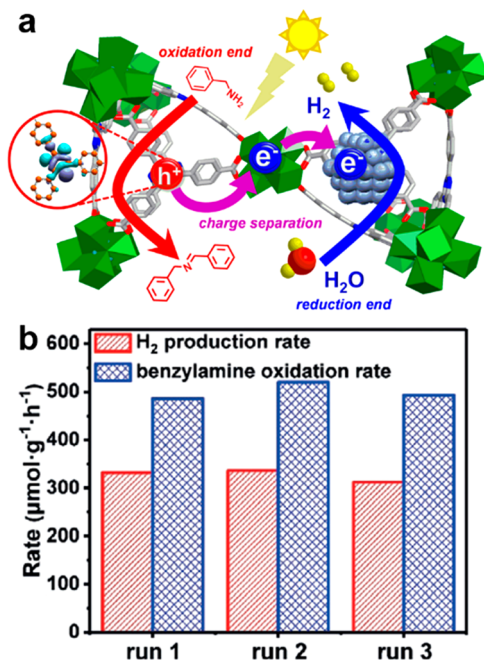 a
oxidation end
NH₂
H₂
h⁺
e⁻
e⁻
charge separation
N
H₂O
reduction end
b
600
500
400
300
200
100
0
Rate (μmol·g⁻¹·h⁻¹)
H₂ production rate
benzylamine oxidation rate
run 1
run 2
run 3